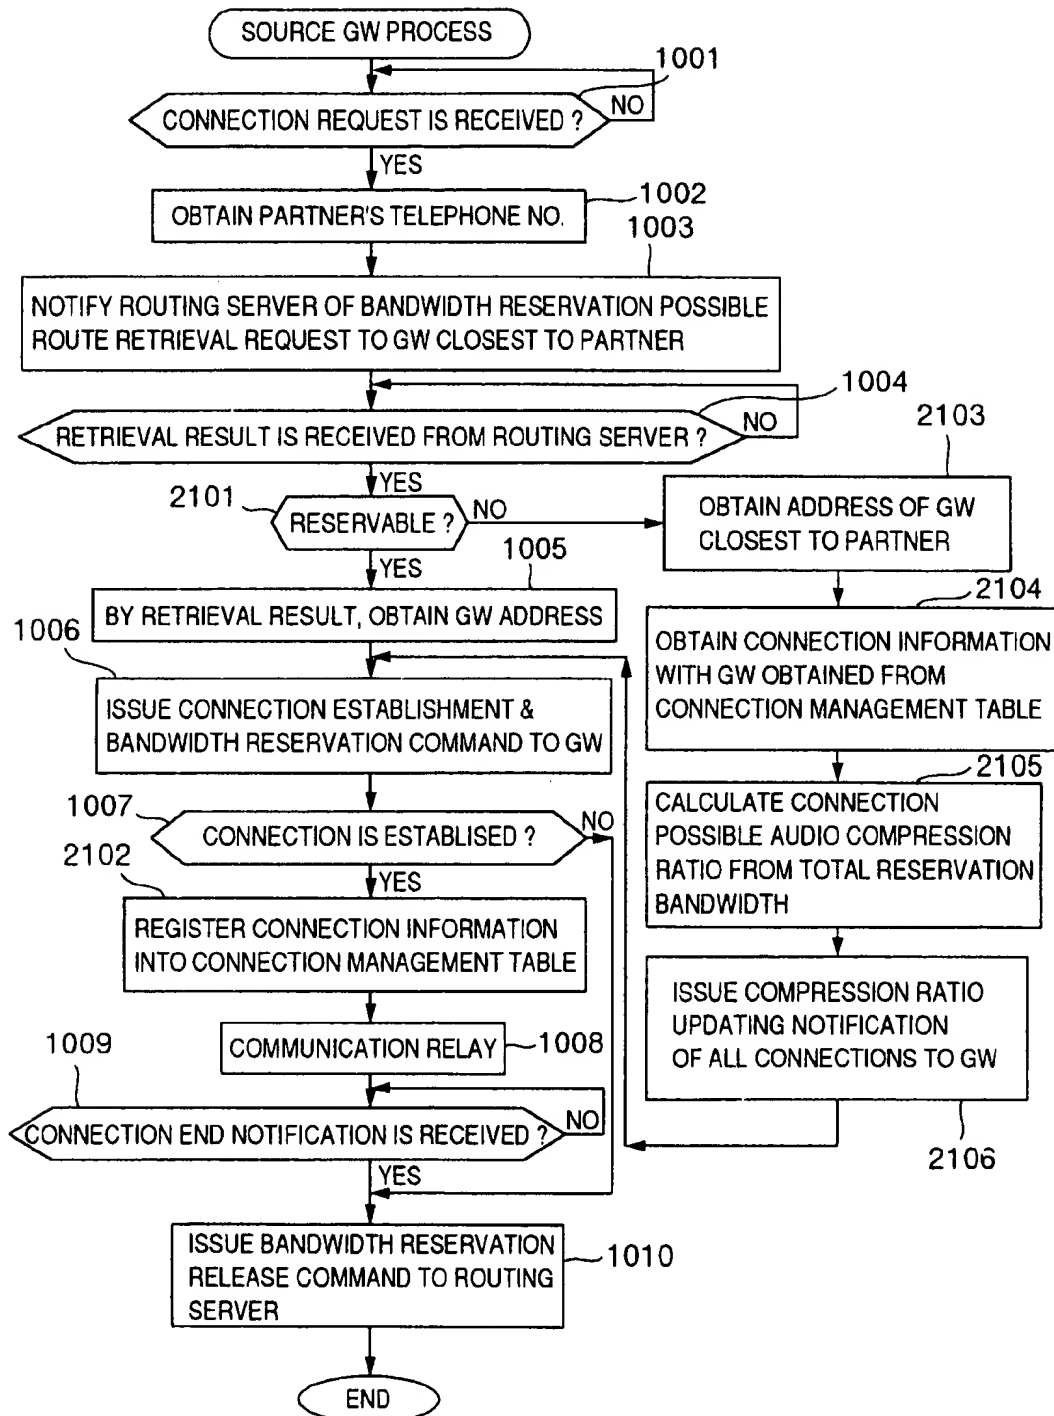 SOURCE GW PROCESS
1001
CONNECTION REQUEST IS RECEIVED ?
NO
YES
1002
OBTAIN PARTNER'S TELEPHONE NO.
1003
NOTIFY ROUTING SERVER OF BANDWIDTH RESERVATION POSSIBLE
ROUTE RETRIEVAL REQUEST TO GW CLOSEST TO PARTNER
1004
RETRIEVAL RESULT IS RECEIVED FROM ROUTING SERVER ?
NO
YES
2101
RESERVABLE ?
NO
YES
2103
OBTAIN ADDRESS OF GW
CLOSEST TO PARTNER
1005
BY RETRIEVAL RESULT, OBTAIN GW ADDRESS
2104
OBTAIN CONNECTION INFORMATION
WITH GW OBTAINED FROM
CONNECTION MANAGEMENT TABLE
1006
ISSUE CONNECTION ESTABLISHMENT &
BANDWIDTH RESERVATION COMMAND TO GW
2105
CALCULATE CONNECTION
POSSIBLE AUDIO COMPRESSION
RATIO FROM TOTAL RESERVATION
BANDWIDTH
1007
CONNECTION IS ESTABLISED ?
NO
YES
2102
REGISTER CONNECTION INFORMATION
INTO CONNECTION MANAGEMENT TABLE
ISSUE COMPRESSION RATIO
UPDATING NOTIFICATION
OF ALL CONNECTIONS TO GW
2106
COMMUNICATION RELAY
1008
1009
CONNECTION END NOTIFICATION IS RECEIVED ?
NO
YES
ISSUE BANDWIDTH RESERVATION
RELEASE COMMAND TO ROUTING
SERVER
1010
END